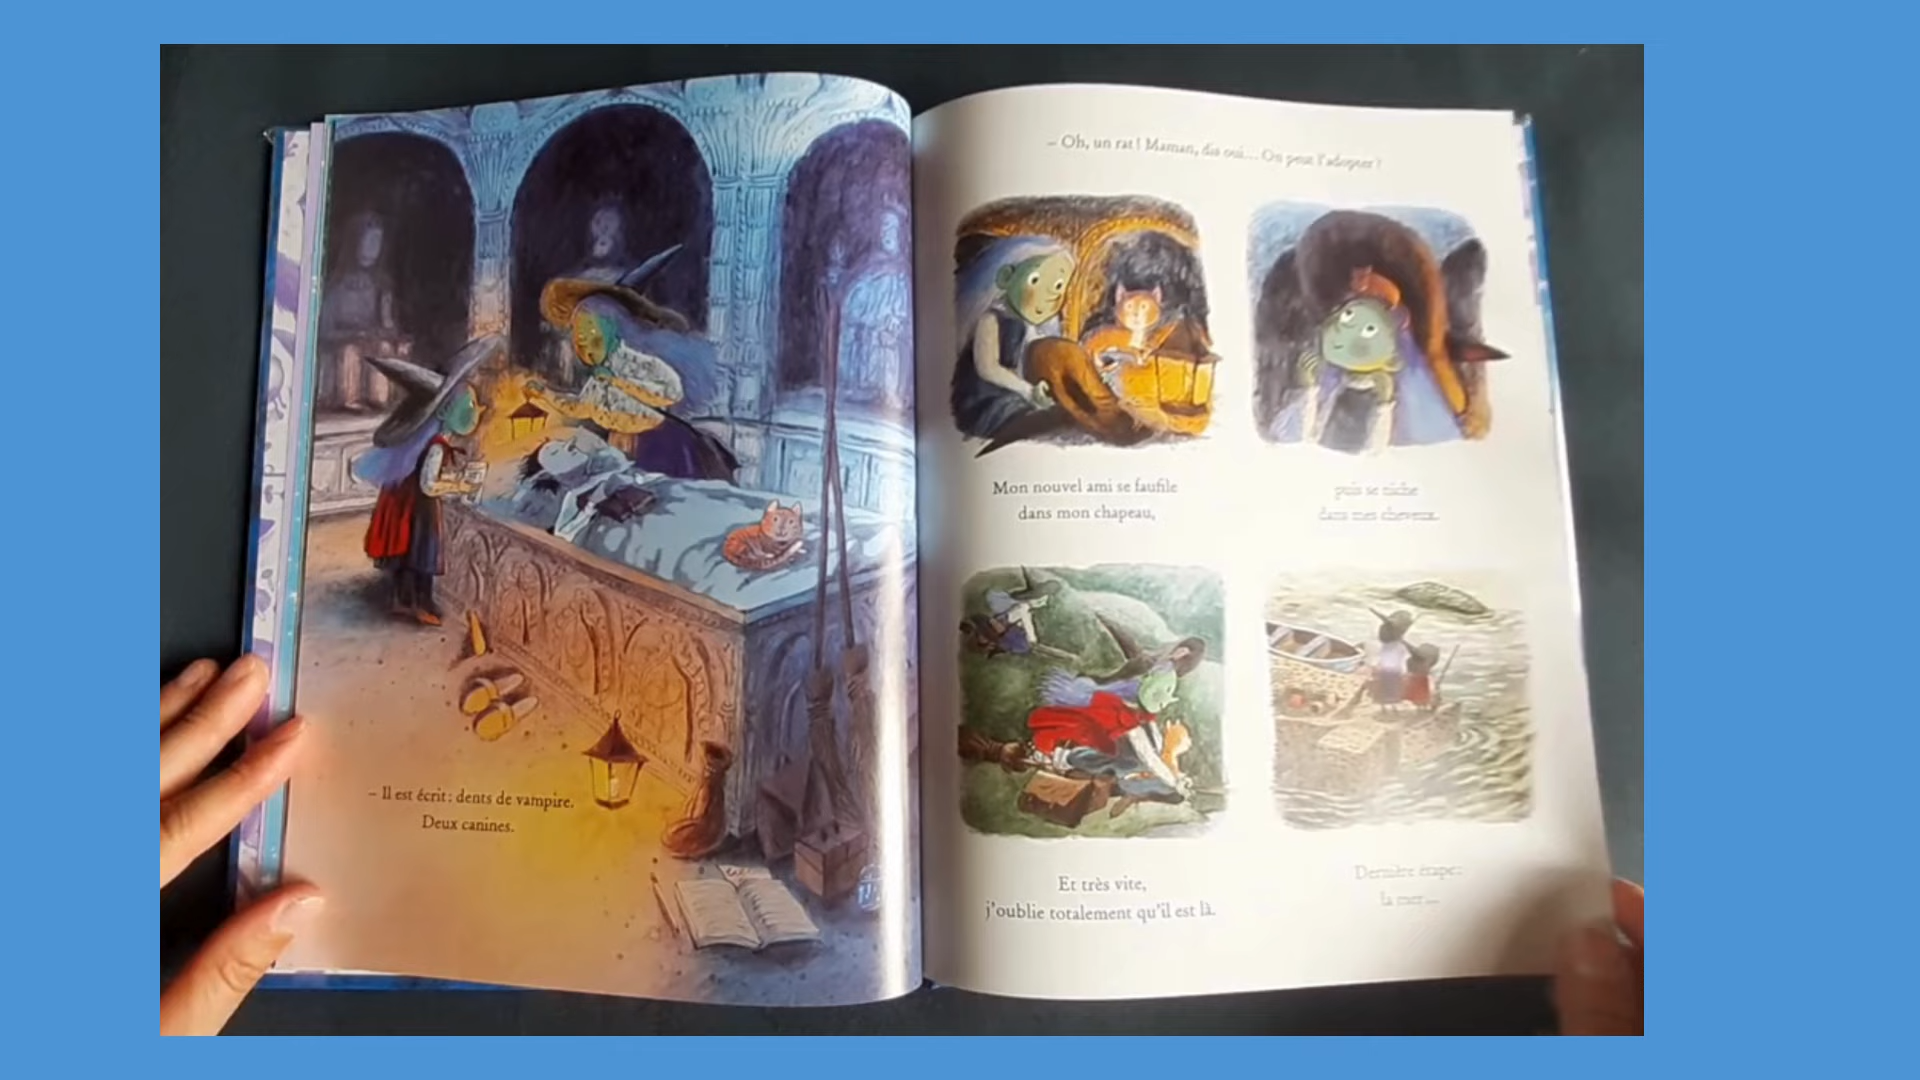 – Il est écrit : dents de vampire.
Deux canines.
– Oh, un rat ! Maman, dis oui... On peut l'adopter ?
Mon nouvel ami se faufile
dans mon chapeau,
puis se niche
dans mes cheveux.
Et très vite,
j'oublie totalement qu'il est là.
Dernière étape :
la mer...